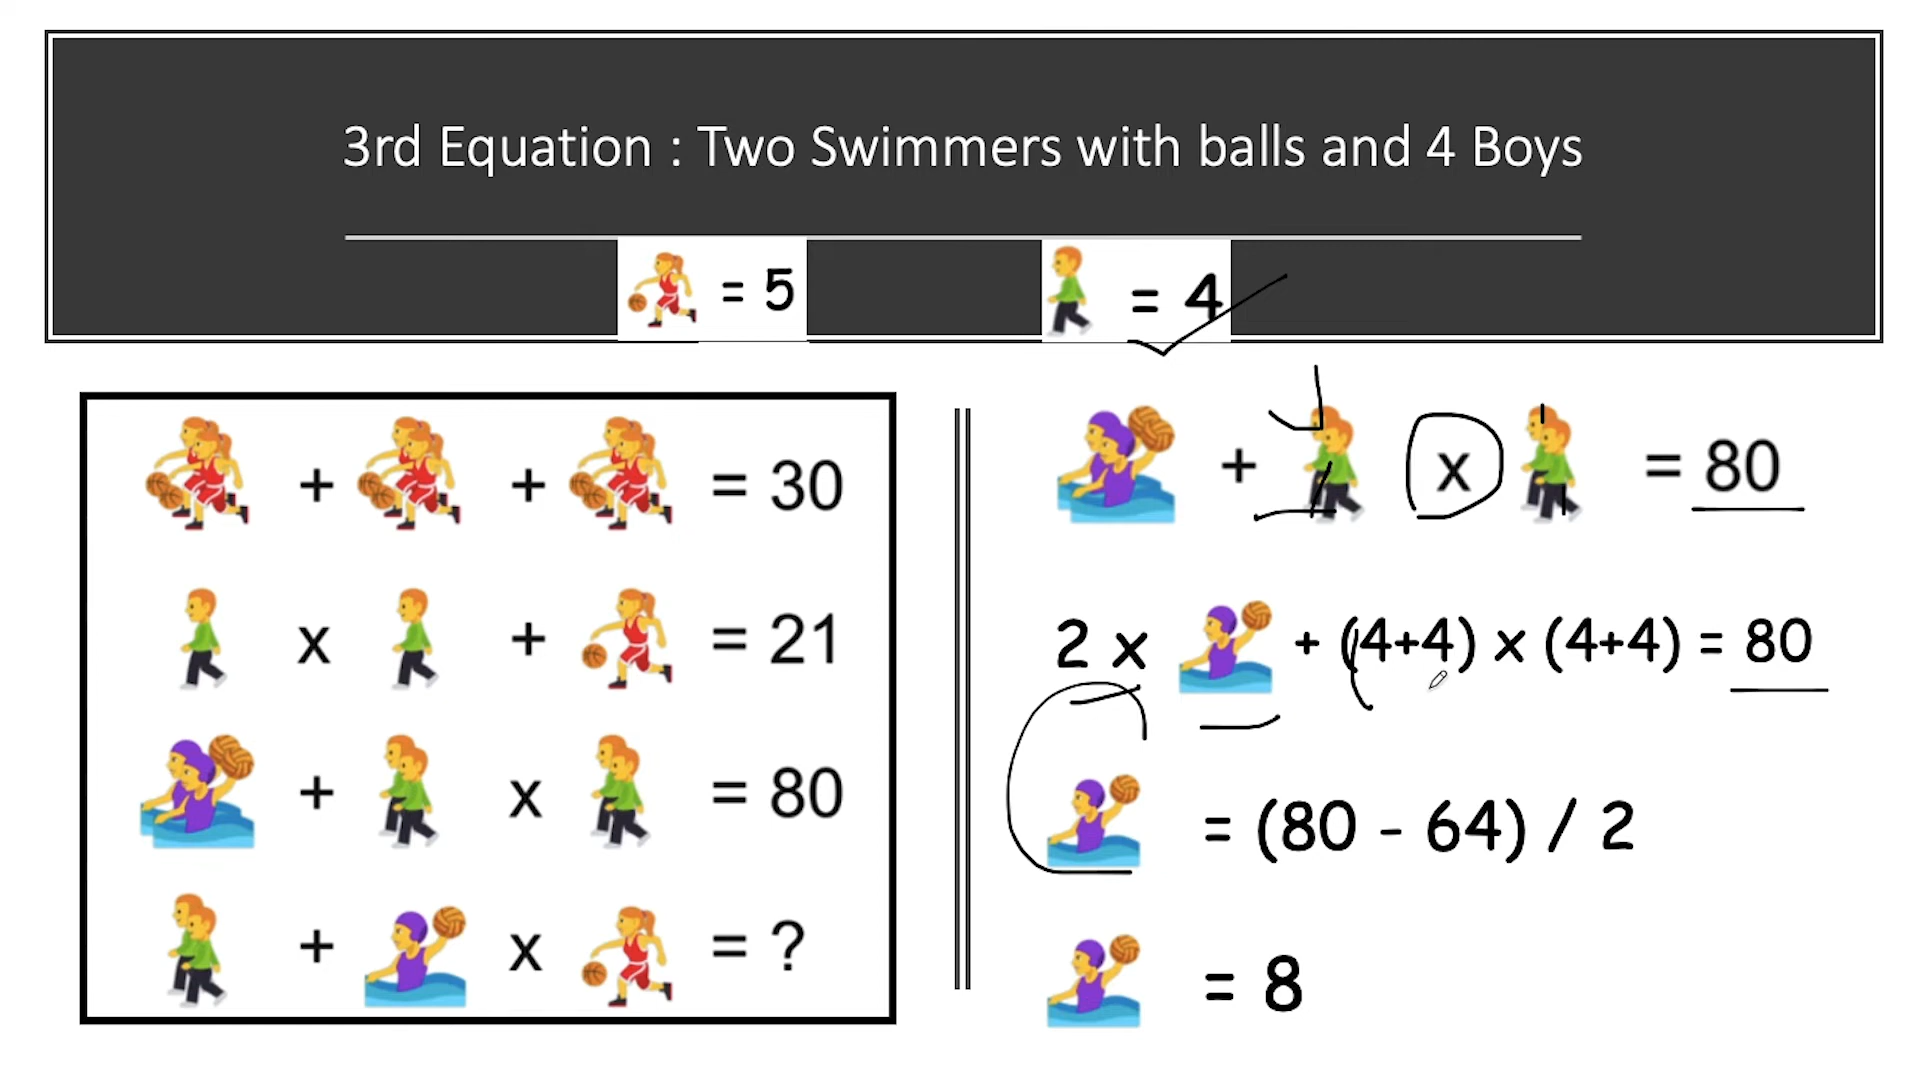 3rd Equation : Two Swimmers with balls and 4 Boys
= 5
= 4
+ + = 30
x + = 21
+ x = 80
+ x = ?
+ x = 80
2 x + (4+4) x (4+4) = 80
= (80 - 64) / 2
= 8